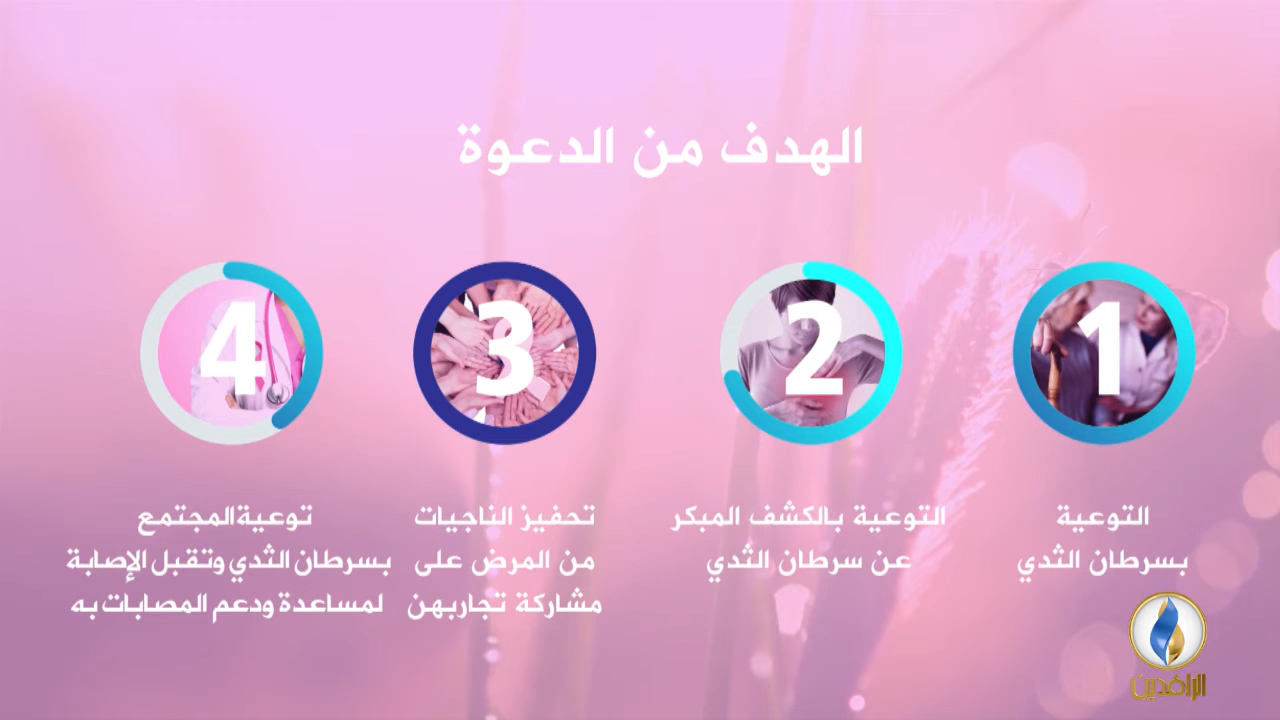 الهدف من الدعوة
1
التوعية
بسرطان الثدي
2
التوعية بالكشف المبكر
عن سرطان الثدي
3
تحفيز الناجيات
من المرض على
مشاركة تجاربهن
4
توعية المجتمع
بسرطان الثدي وتقبل الإصابة
لمساعدة ودعم المصابات به
الرافدين